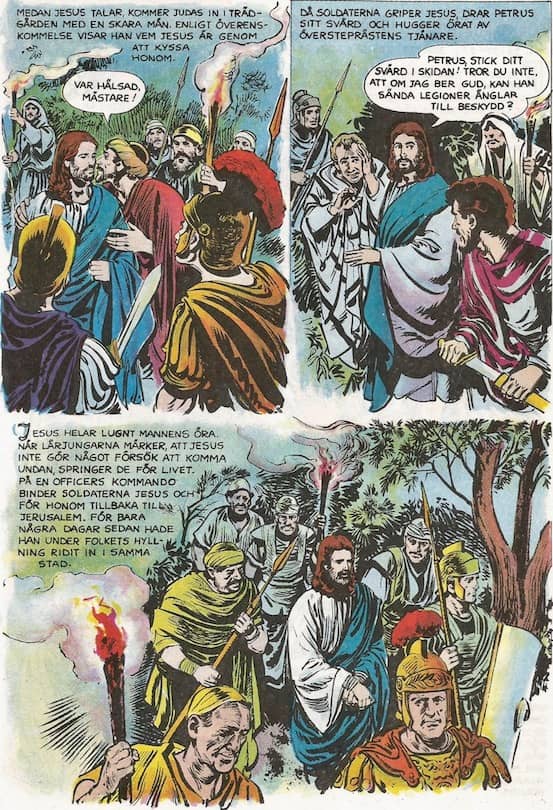 MEDAN JESUS TALAR, KOMMER JUDAS IN I TRÄD-
GÅRDEN MED EN SKARA MÄN. ENLIGT ÖVERENS-
KOMMELSE VISAR HAN VEM JESUS ÄR GENOM
ATT KYSSA
HONOM.
VAR HÄLSAD,
MÄSTARE!
DÅ SOLDATERNA GRIPER JESUS, DRAR PETRUS
SITT SVÄRD OCH HUGGER ÖRAT AV
ÖVERSTEPRÄSTENS TJÄNARE.
PETRUS, STICK DITT
SVÄRD I SKIDAN! TROR DU INTE,
ATT OM JAG BER GUD, KAN HAN
SÄNDA LEGIONER ÄNGLAR
TILL BESKYDD?
JESUS HELAR LUGNT MANNENS ÖRA.
NÄR LÄRJUNGARNA MÄRKER, ATT JESUS
INTE GÖR NÅGOT FÖRSÖK ATT KOMMA
UNDAN, SPRINGER DE FÖR LIVET.
PÅ EN OFFICERS KOMMANDO
BINDER SOLDATERNA JESUS OCH
FÖR HONOM TILLBAKA TILL
JERUSALEM. FÖR BARA
NÅGRA DAGAR SEDAN HADE
HAN UNDER FOLKETS HYLL-
NING RIDIT IN I SAMMA
STAD.